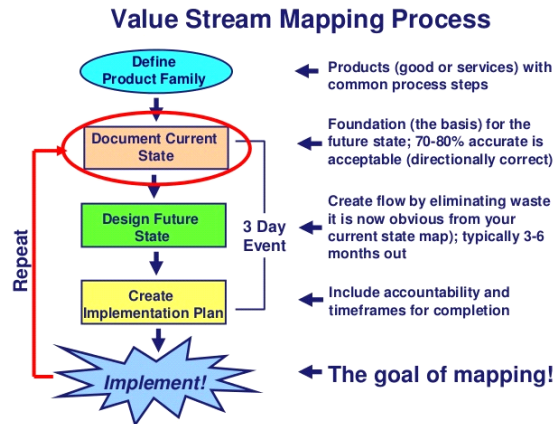 Value Stream Mapping Process
Define
Product Family
Products (good or services) with
common process steps
Document Current
State
Foundation (the basis) for the
future state; 70-80% accurate is
acceptable (directionally correct)
Design Future
State
3 Day
Event
Create flow by eliminating waste
it is now obvious from your
current state map); typically 3-6
months out
Create
Implementation Plan
Include accountability and
timeframes for completion
Repeat
Implement!
The goal of mapping!